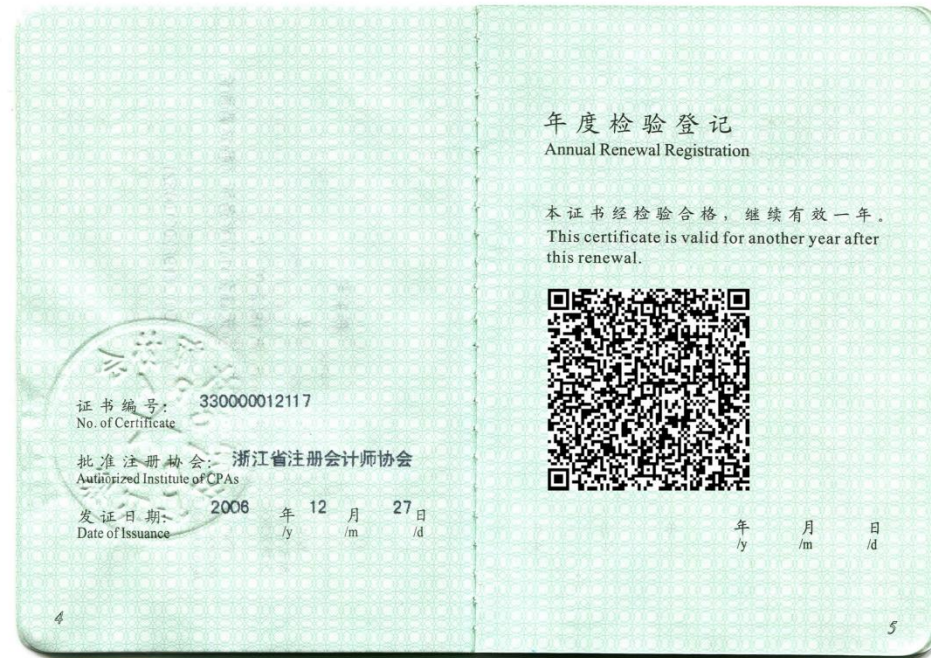 证书编号: 330000012117
No. of Certificate
批准注册协会: 浙江省注册会计师协会
Authorized Institute of CPAs
发证日期: 2006 年 12 月 27 日
Date of Issuance /y /m /d
4
年度检验登记
Annual Renewal Registration
本证书经检验合格，继续有效一年。
This certificate is valid for another year after
this renewal.
年 月 日
/y /m /d
5